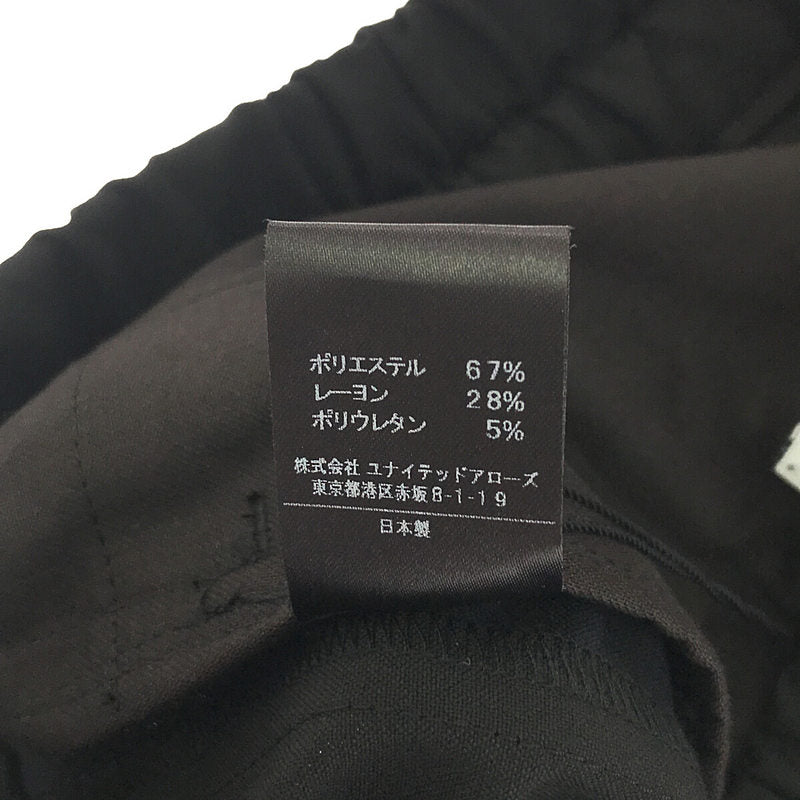 ポリエステル 67%
レーヨン 28%
ポリウレタン 5%
株式会社 ユナイテッドアローズ
東京都港区赤坂8-1-19
日本製